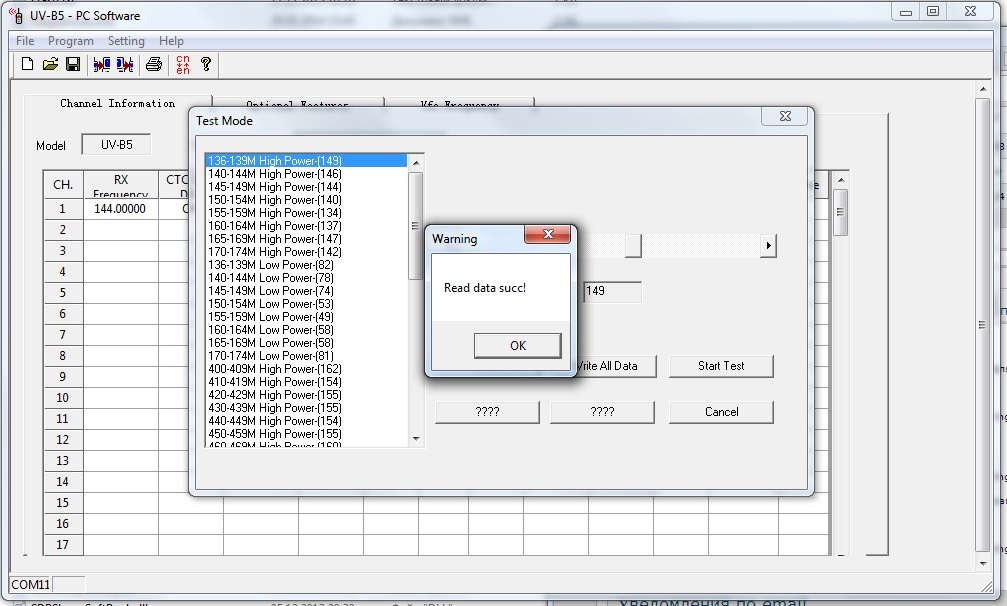 UV-B5 - PC Software
File Program Setting Help
cn
en
Channel Information
Test Mode
Model UV-B5
136-139M High Power-(149)
140-144M High Power-(146)
145-149M High Power-(144)
150-154M High Power-(140)
155-159M High Power-(134)
160-164M High Power-(137)
165-169M High Power-(147)
170-174M High Power-(142)
136-139M Low Power-(82)
140-144M Low Power-(78)
145-149M Low Power-(74)
150-154M Low Power-(53)
155-159M Low Power-(49)
160-164M Low Power-(58)
165-169M Low Power-(58)
170-174M Low Power-(81)
400-409M High Power-(162)
410-419M High Power-(154)
420-429M High Power-(155)
430-439M High Power-(155)
440-449M High Power-(154)
450-459M High Power-(155)
460-469M High Power-(160)
Warning
Read data succ!
OK
149
Write All Data
Start Test
????
????
Cancel
CH. RX Frequency
1 144.00000
2
3
4
5
6
7
8
9
10
11
12
13
14
15
16
17
COM11
Уведомления по email